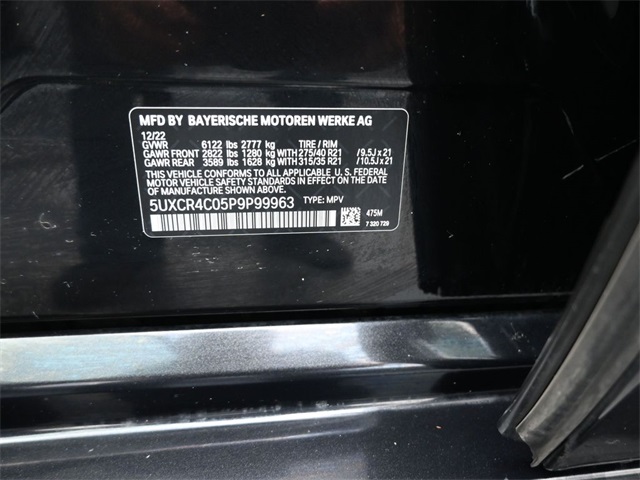 MFD BY BAYERISCHE MOTOREN WERKE AG
12/22
GVWR 6122 lbs 2777 kg TIRE / RIM
GAWR FRONT 2822 lbs 1280 kg WITH 275/40 R21 /9.5J x 21
GAWR REAR 3589 lbs 1628 kg WITH 315/35 R21 /10.5J x 21
THIS VEHICLE CONFORMS TO ALL APPLICABLE U. S. FEDERAL
MOTOR VEHICLE SAFETY STANDARDS IN EFFECT ON THE DATE
OF MANUFACTURE SHOWN ABOVE.
5UXCR4C05P9P99963 TYPE: MPV
475M
7 320 729